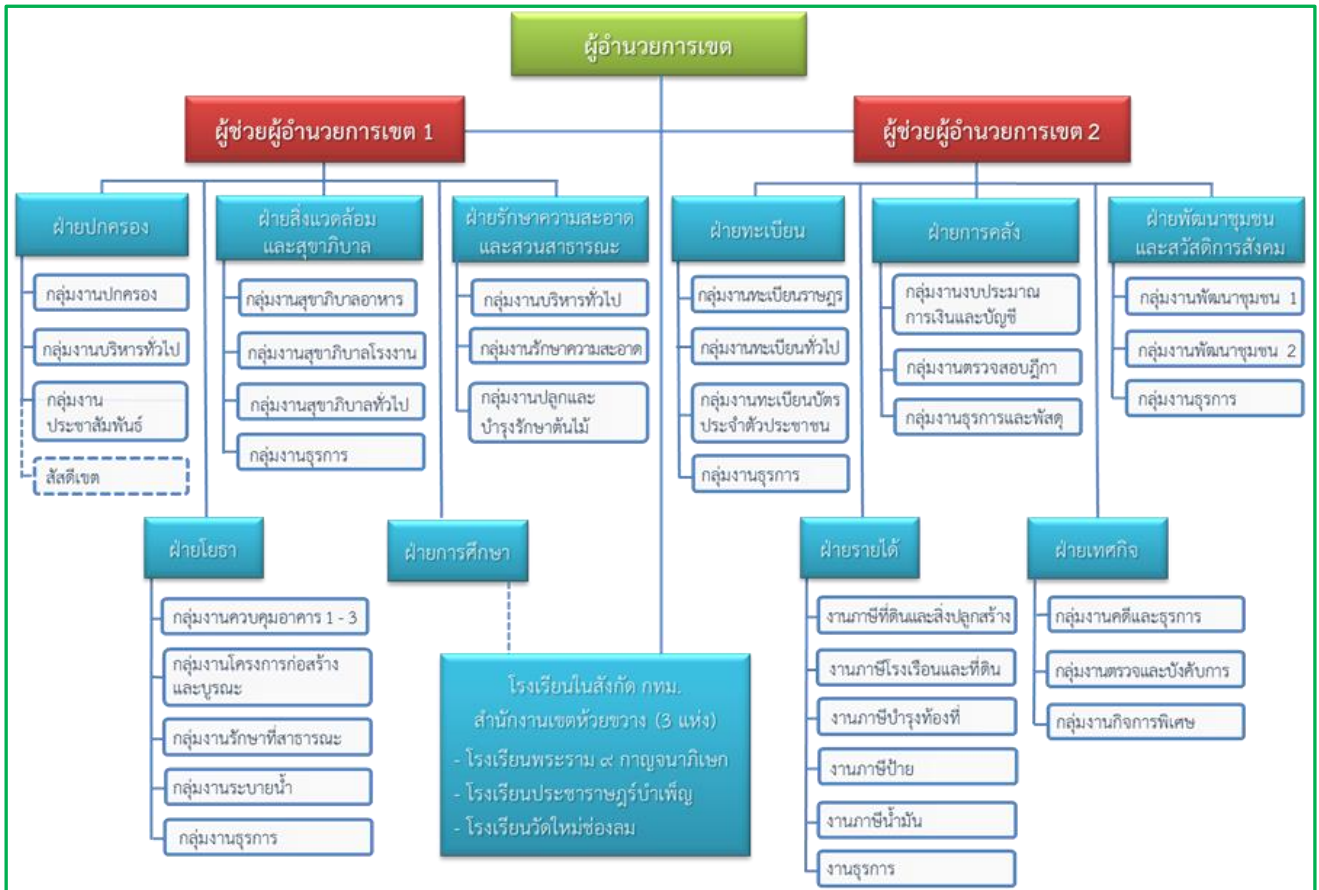 ผู้อำนวยการเขต
ผู้ช่วยผู้อำนวยการเขต 1
ผู้ช่วยผู้อำนวยการเขต 2
ฝ่ายปกครอง
กลุ่มงานปกครอง
กลุ่มงานบริหารทั่วไป
กลุ่มงาน
ประชาสัมพันธ์
สัสดีเขต
ฝ่ายสิ่งแวดล้อม
และสุขาภิบาล
กลุ่มงานสุขาภิบาลอาหาร
กลุ่มงานสุขาภิบาลโรงงาน
กลุ่มงานสุขาภิบาลทั่วไป
กลุ่มงานธุรการ
ฝ่ายรักษาความสะอาด
และสวนสาธารณะ
กลุ่มงานบริหารทั่วไป
กลุ่มงานรักษาความสะอาด
กลุ่มงานปลูกและ
บำรุงรักษาต้นไม้
ฝ่ายทะเบียน
กลุ่มงานทะเบียนราษฎร
กลุ่มงานทะเบียนทั่วไป
กลุ่มงานทะเบียนบัตร
ประจำตัวประชาชน
กลุ่มงานธุรการ
ฝ่ายการคลัง
กลุ่มงานงบประมาณ
การเงินและบัญชี
กลุ่มงานตรวจสอบฎีกา
กลุ่มงานธุรการและพัสดุ
ฝ่ายพัฒนาชุมชน
และสวัสดิการสังคม
กลุ่มงานพัฒนาชุมชน 1
กลุ่มงานพัฒนาชุมชน 2
กลุ่มงานธุรการ
ฝ่ายโยธา
กลุ่มงานควบคุมอาคาร 1 - 3
กลุ่มงานโครงการก่อสร้าง
และบูรณะ
กลุ่มงานรักษาที่สาธารณะ
กลุ่มงานระบายน้ำ
กลุ่มงานธุรการ
ฝ่ายการศึกษา
โรงเรียนในสังกัด กทม.
สำนักงานเขตห้วยขวาง (3 แห่ง)
- โรงเรียนพระราม ๙ กาญจนาภิเษก
- โรงเรียนประชาราษฎร์บำเพ็ญ
- โรงเรียนวัดใหม่ช่องลม
ฝ่ายรายได้
งานภาษีที่ดินและสิ่งปลูกสร้าง
งานภาษีโรงเรือนและที่ดิน
งานภาษีบำรุงท้องที่
งานภาษีป้าย
งานภาษีน้ำมัน
งานธุรการ
ฝ่ายเทศกิจ
กลุ่มงานคดีและธุรการ
กลุ่มงานตรวจและบังคับการ
กลุ่มงานกิจการพิเศษ